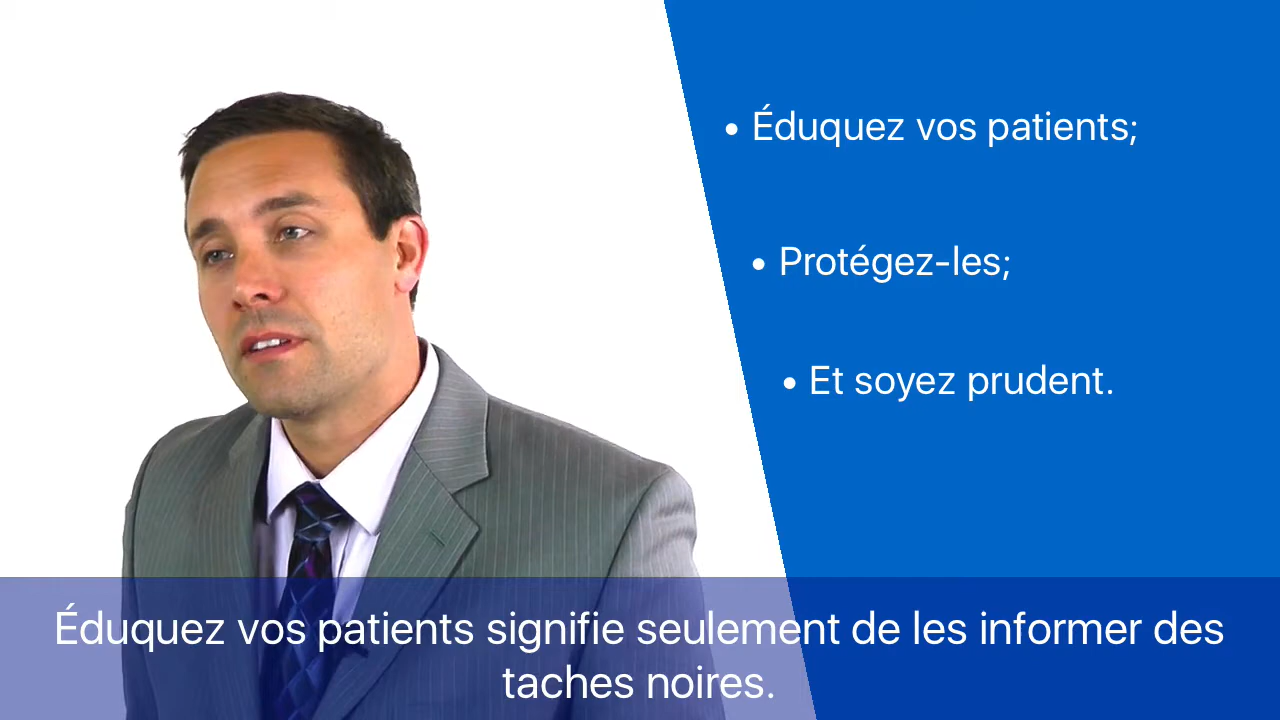 • Éduquez vos patients;
• Protégez-les;
• Et soyez prudent.
Éduquez vos patients signifie seulement de les informer des
taches noires.